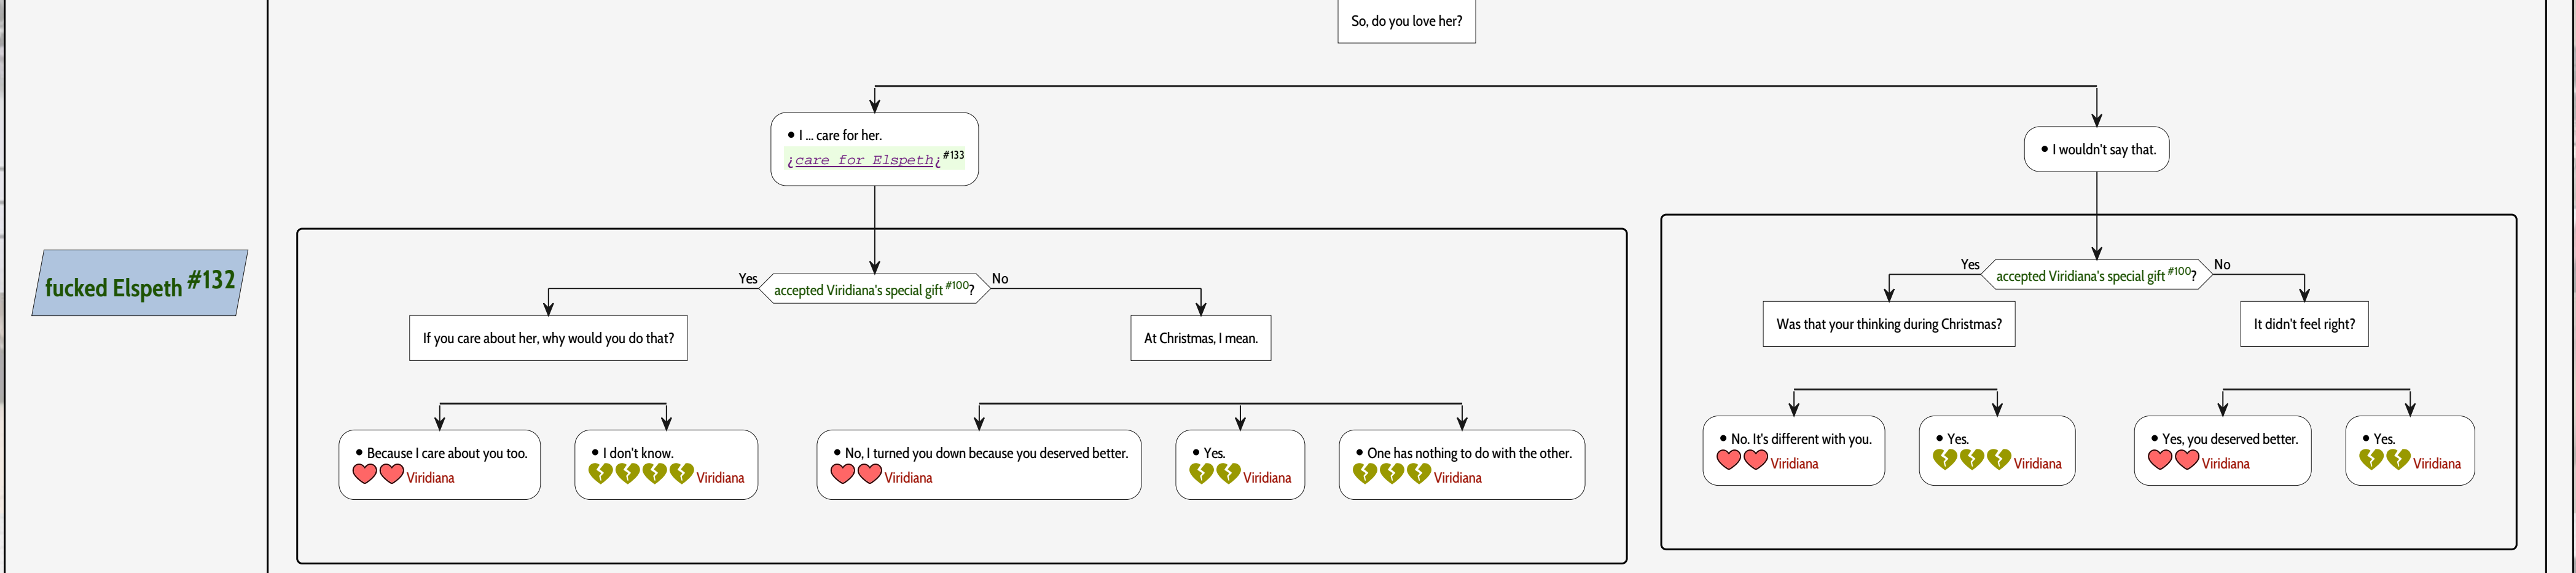 So, do you love her?
• I ... care for her.
¿care for Elspeth¿ #133
• I wouldn't say that.
fucked Elspeth #132
Yes
accepted Viridiana's special gift #100?
No
If you care about her, why would you do that?
At Christmas, I mean.
• Because I care about you too.
Viridiana
• I don't know.
Viridiana
• No, I turned you down because you deserved better.
Viridiana
• Yes.
Viridiana
• One has nothing to do with the other.
Viridiana
Yes
accepted Viridiana's special gift #100?
No
Was that your thinking during Christmas?
It didn't feel right?
• No. It's different with you.
Viridiana
• Yes.
Viridiana
• Yes, you deserved better.
Viridiana
• Yes.
Viridiana